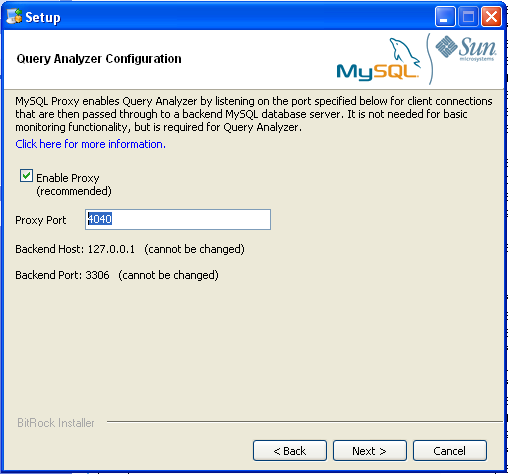 Setup
Query Analyzer Configuration
MySQL
Sun
microsystems
MySQL Proxy enables Query Analyzer by listening on the port specified below for client connections
that are then passed through to a backend MySQL database server. It is not needed for basic
monitoring functionality, but is required for Query Analyzer.
Click here for more information.
Enable Proxy
(recommended)
Proxy Port 4040
Backend Host: 127.0.0.1 (cannot be changed)
Backend Port: 3306 (cannot be changed)
BitRock Installer
< Back Next > Cancel